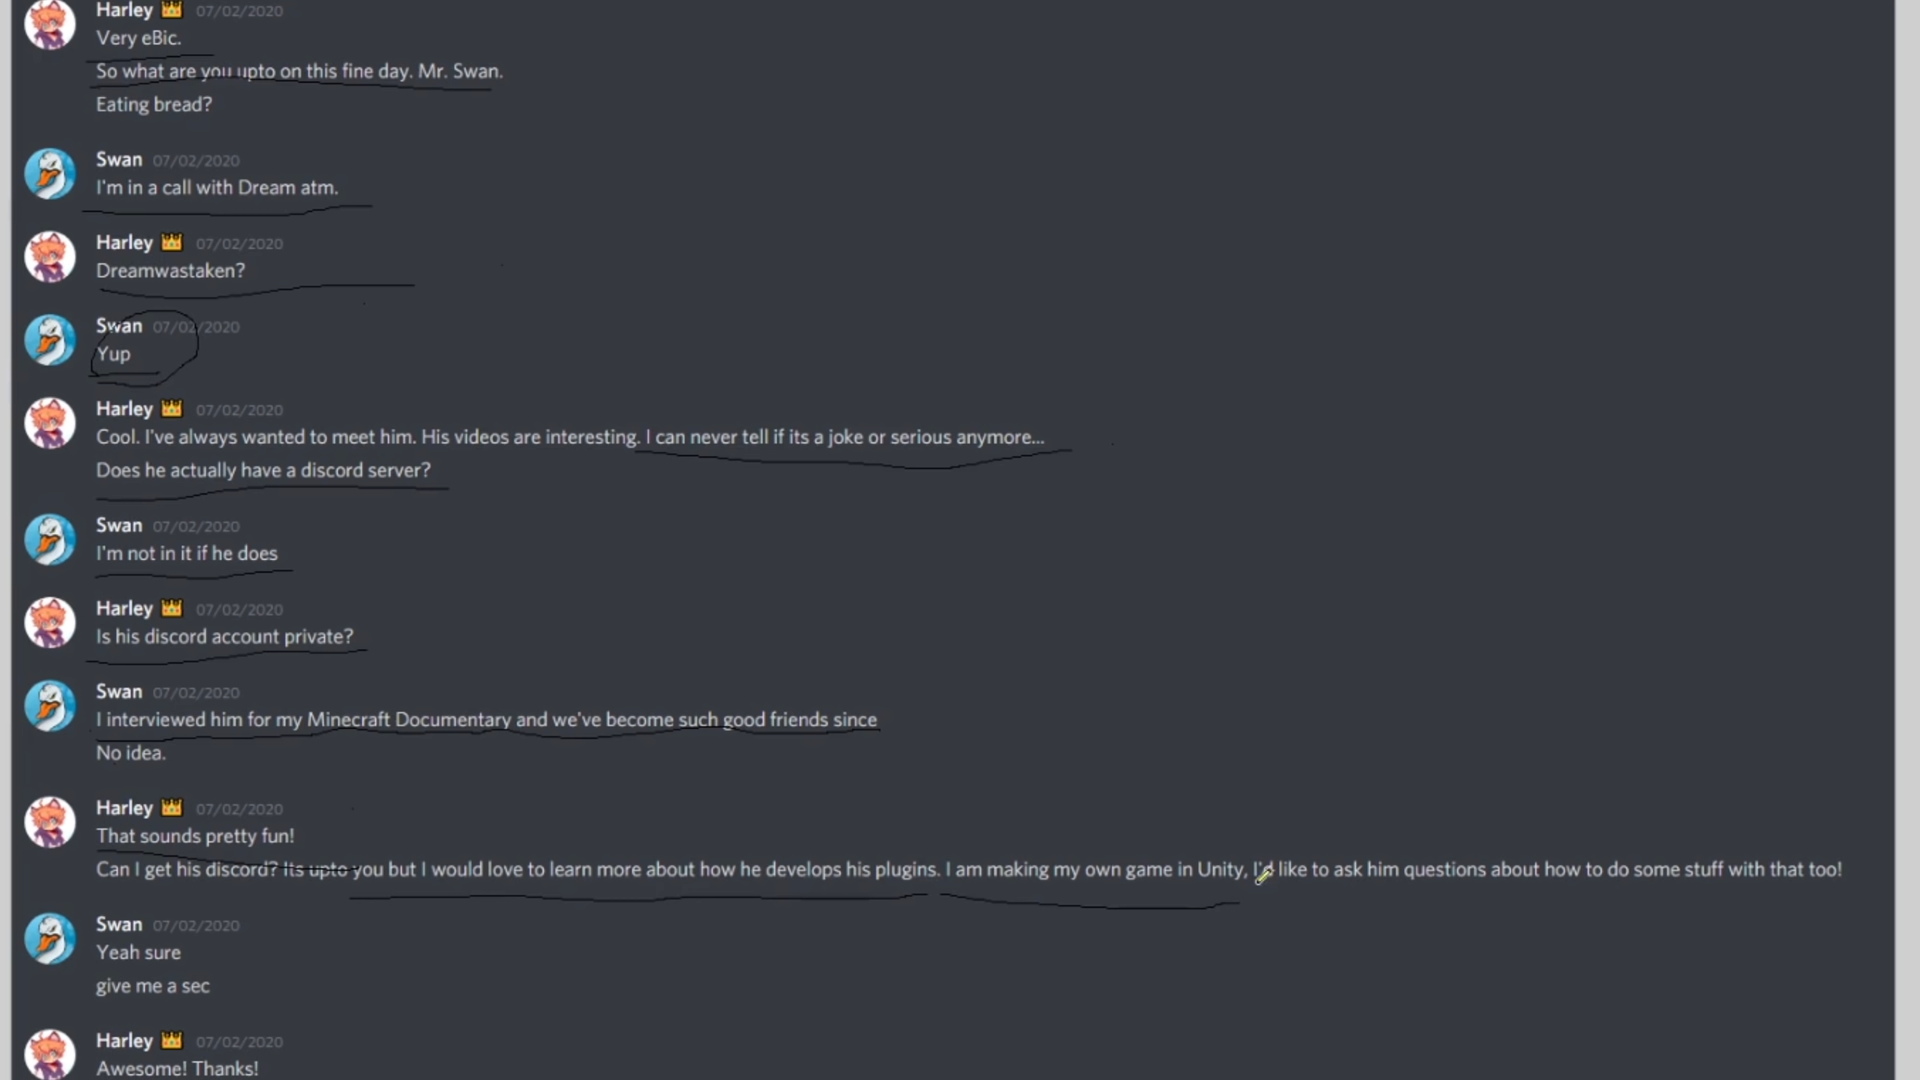 Harley 👑 07/02/2020
Very eBic.
So what are you upto on this fine day. Mr. Swan.
Eating bread?
Swan 07/02/2020
I'm in a call with Dream atm.
Harley 👑 07/02/2020
Dreamwastaken?
Swan 07/02/2020
Yup
Harley 👑 07/02/2020
Cool. I've always wanted to meet him. His videos are interesting. I can never tell if its a joke or serious anymore...
Does he actually have a discord server?
Swan 07/02/2020
I'm not in it if he does
Harley 👑 07/02/2020
Is his discord account private?
Swan 07/02/2020
I interviewed him for my Minecraft Documentary and we've become such good friends since
No idea.
Harley 👑 07/02/2020
That sounds pretty fun!
Can I get his discord? Its upto you but I would love to learn more about how he develops his plugins. I am making my own game in Unity, I'd like to ask him questions about how to do some stuff with that too!
Swan 07/02/2020
Yeah sure
give me a sec
Harley 👑 07/02/2020
Awesome! Thanks!